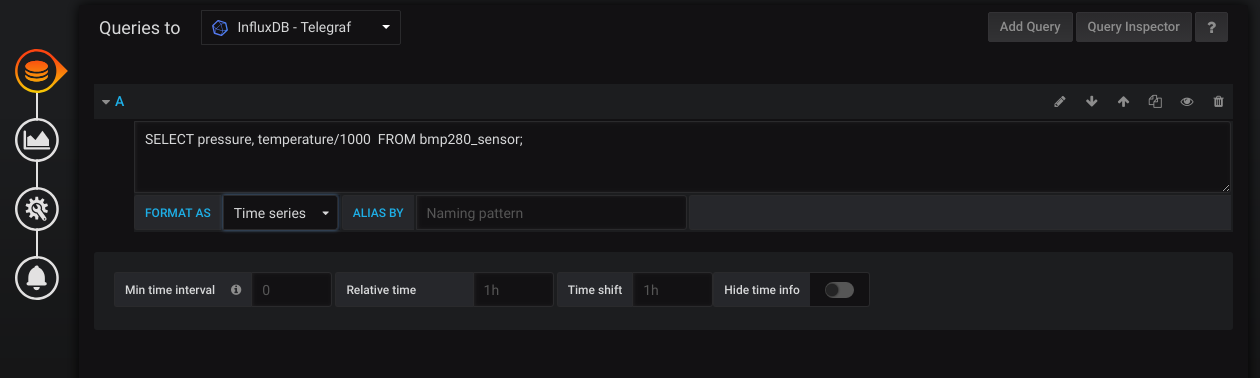 Queries to InfluxDB - Telegraf Add Query Query Inspector ?
A
SELECT pressure, temperature/1000  FROM bmp280_sensor;
FORMAT AS Time series ALIAS BY Naming pattern
Min time interval 0 Relative time 1h Time shift 1h Hide time info